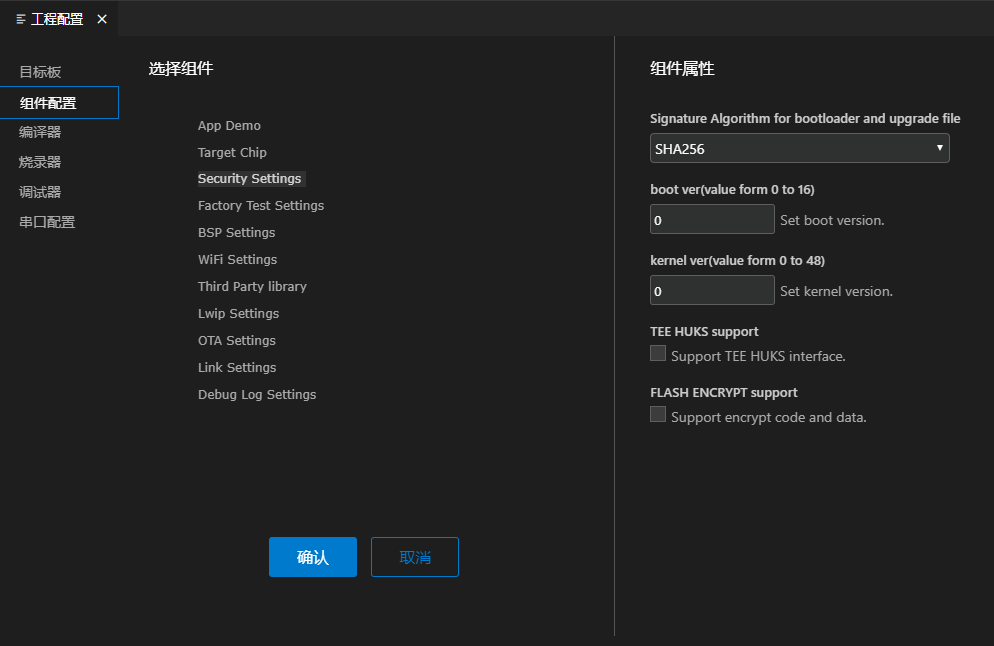 工程配置
目标板
组件配置
编译器
烧录器
调试器
串口配置
选择组件
App Demo
Target Chip
Security Settings
Factory Test Settings
BSP Settings
WiFi Settings
Third Party library
Lwip Settings
OTA Settings
Link Settings
Debug Log Settings
确认
取消
组件属性
Signature Algorithm for bootloader and upgrade file
SHA256
boot ver(value form 0 to 16)
0 Set boot version.
kernel ver(value form 0 to 48)
0 Set kernel version.
TEE HUKS support
Support TEE HUKS interface.
FLASH ENCRYPT support
Support encrypt code and data.